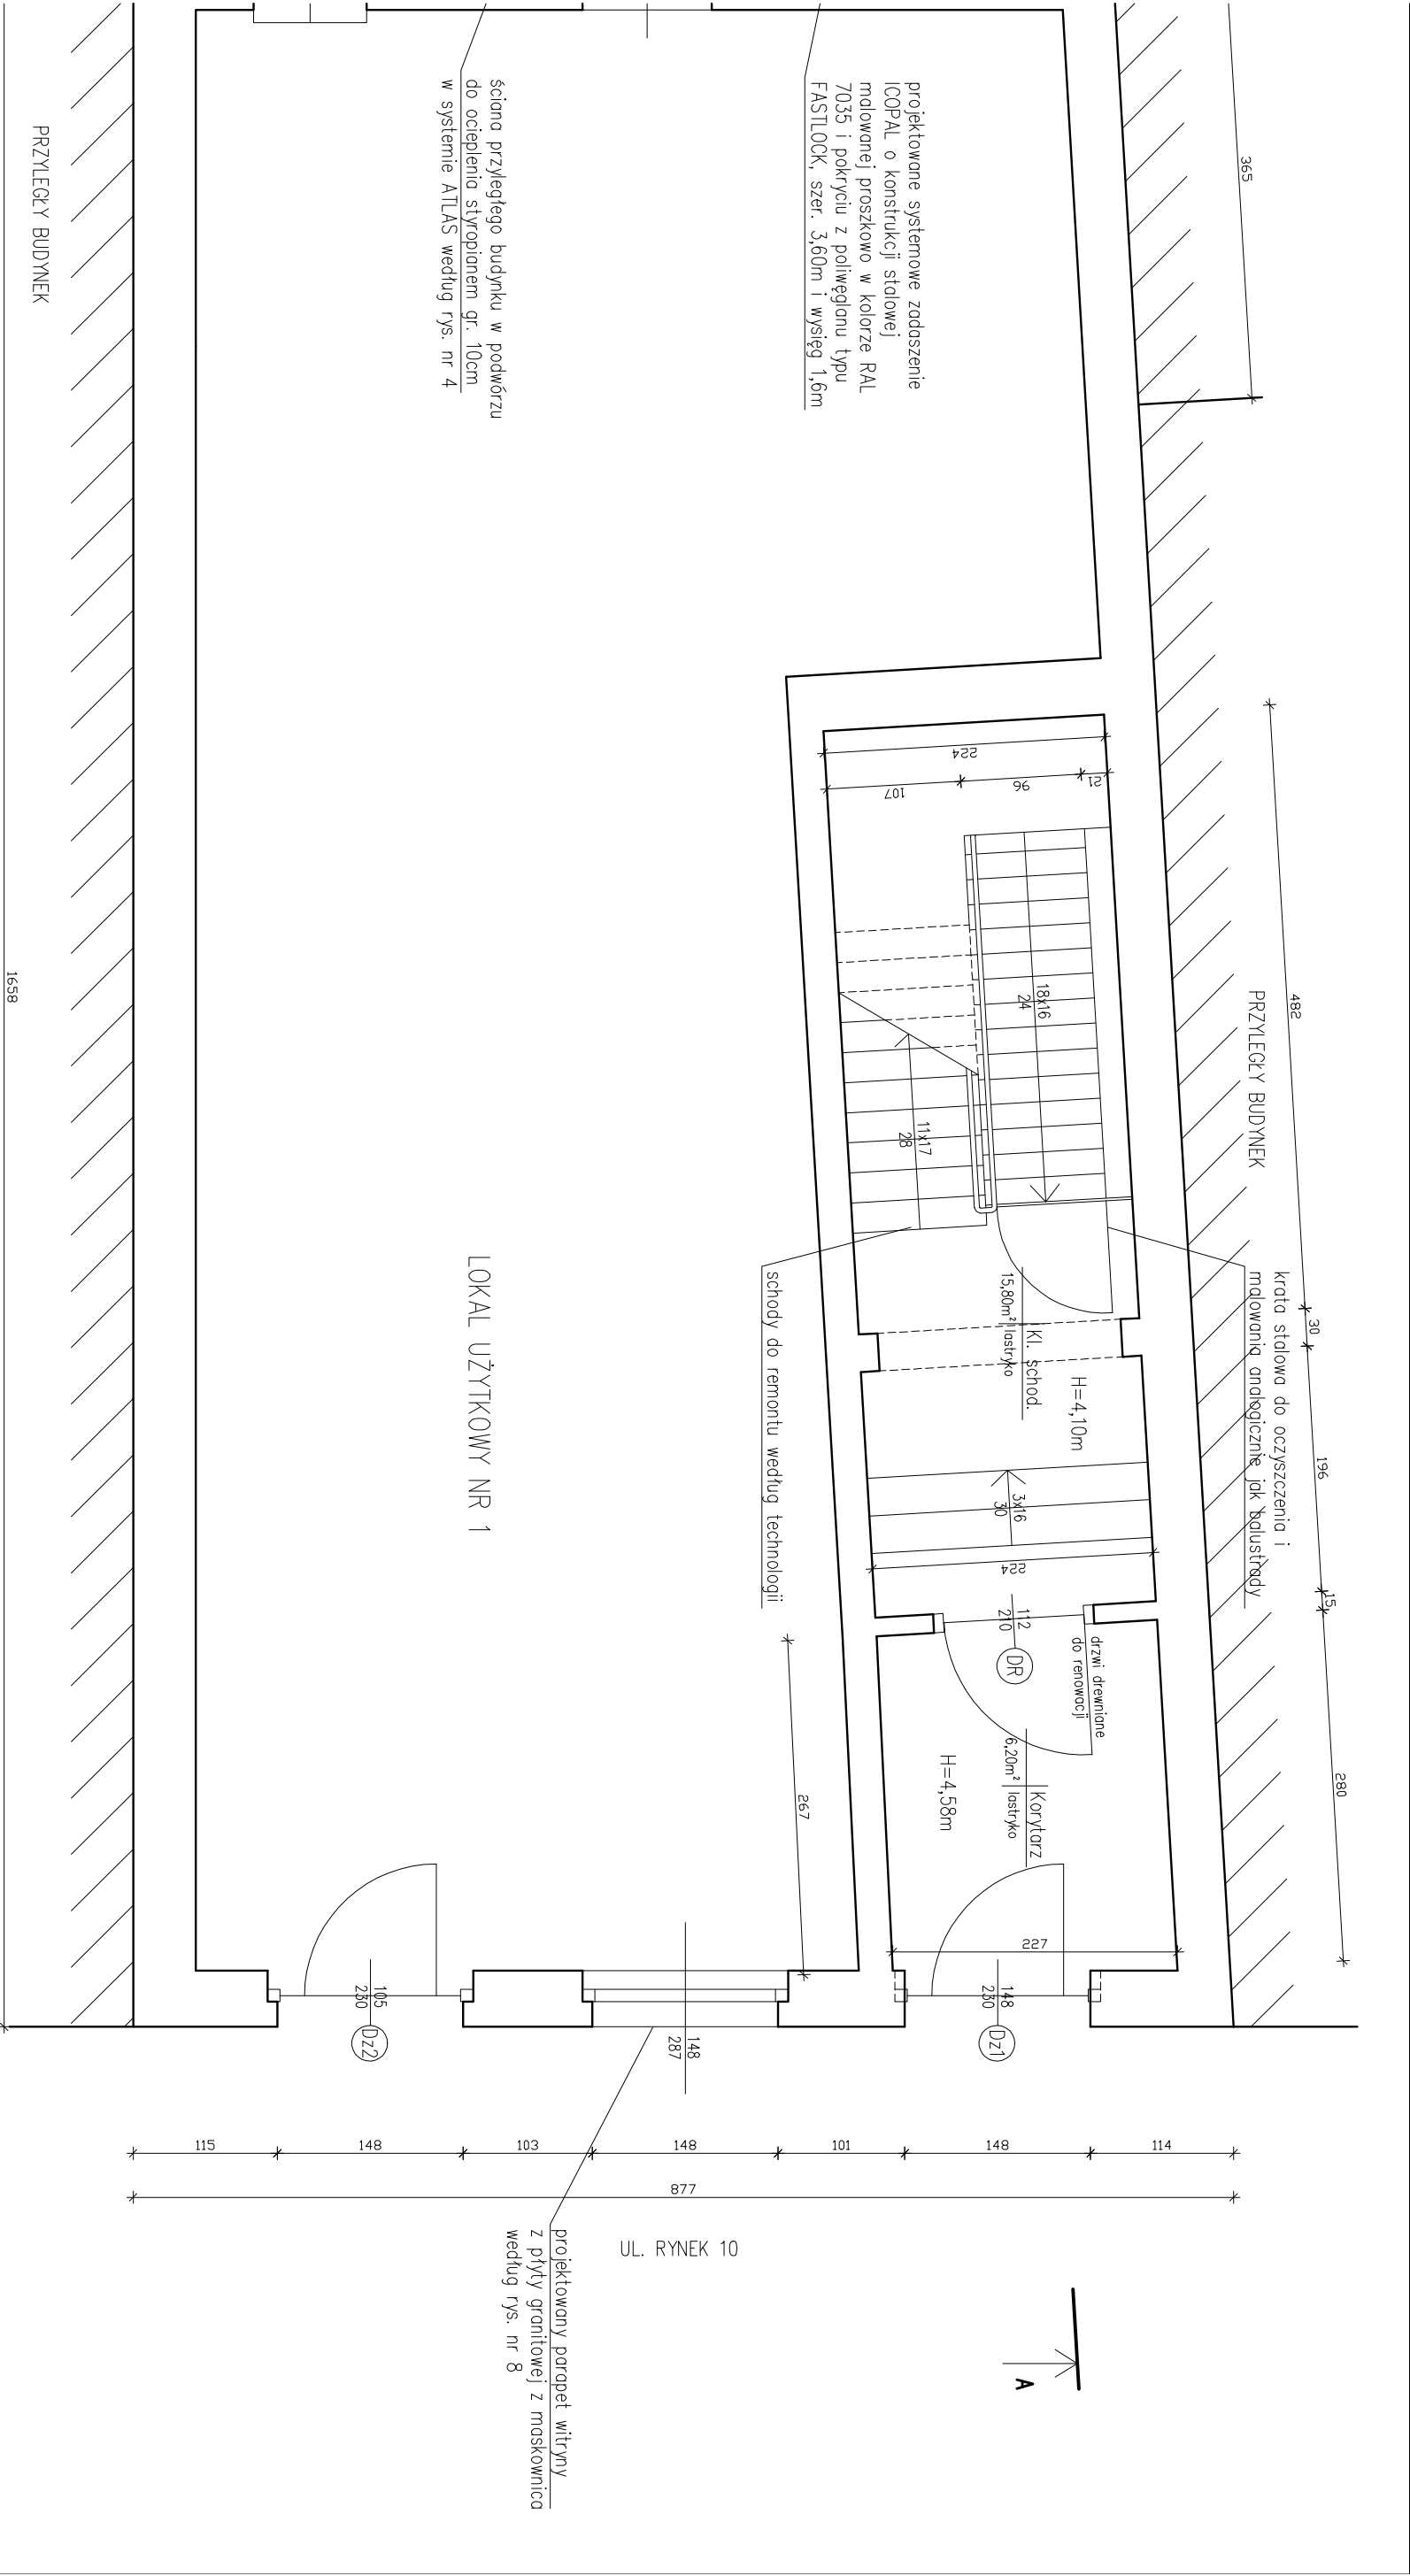 365
projektowane systemowe zadaszenie
ICOPAL o konstrukcji stalowej
malowanej proszkowo w kolorze RAL
7035 i pokryciu z poliwęglanu typu
FASTLOCK, szer. 3,60m i wysięg 1,6m
ściana przyległego budynku w podwórzu
do ocieplenia styropianem gr. 10cm
w systemie ATLAS według rys. nr 4
PRZYLEGŁY BUDYNEK
1658
482
30
196
15
280
PRZYLEGŁY BUDYNEK
krata stalowa do oczyszczenia i
malowania analogicznie jak balustrady
224
21
96
107
18x16
24
11x17
28
Kl. schod.
15,80m² lastryko
H=4,10m
3x16
30
224
schody do remontu według technologii
112
210
DR
drzwi drewniane
do renowacji
Korytarz
6,20m² lastryko
H=4,58m
267
227
LOKAL UŻYTKOWY NR 1
148
230
Dz1
148
287
105
230
Dz2
115
148
103
148
101
148
114
877
UL. RYNEK 10
projektowany parapet witryny
z płyty granitowej z maskownicą
według rys. nr 8
A